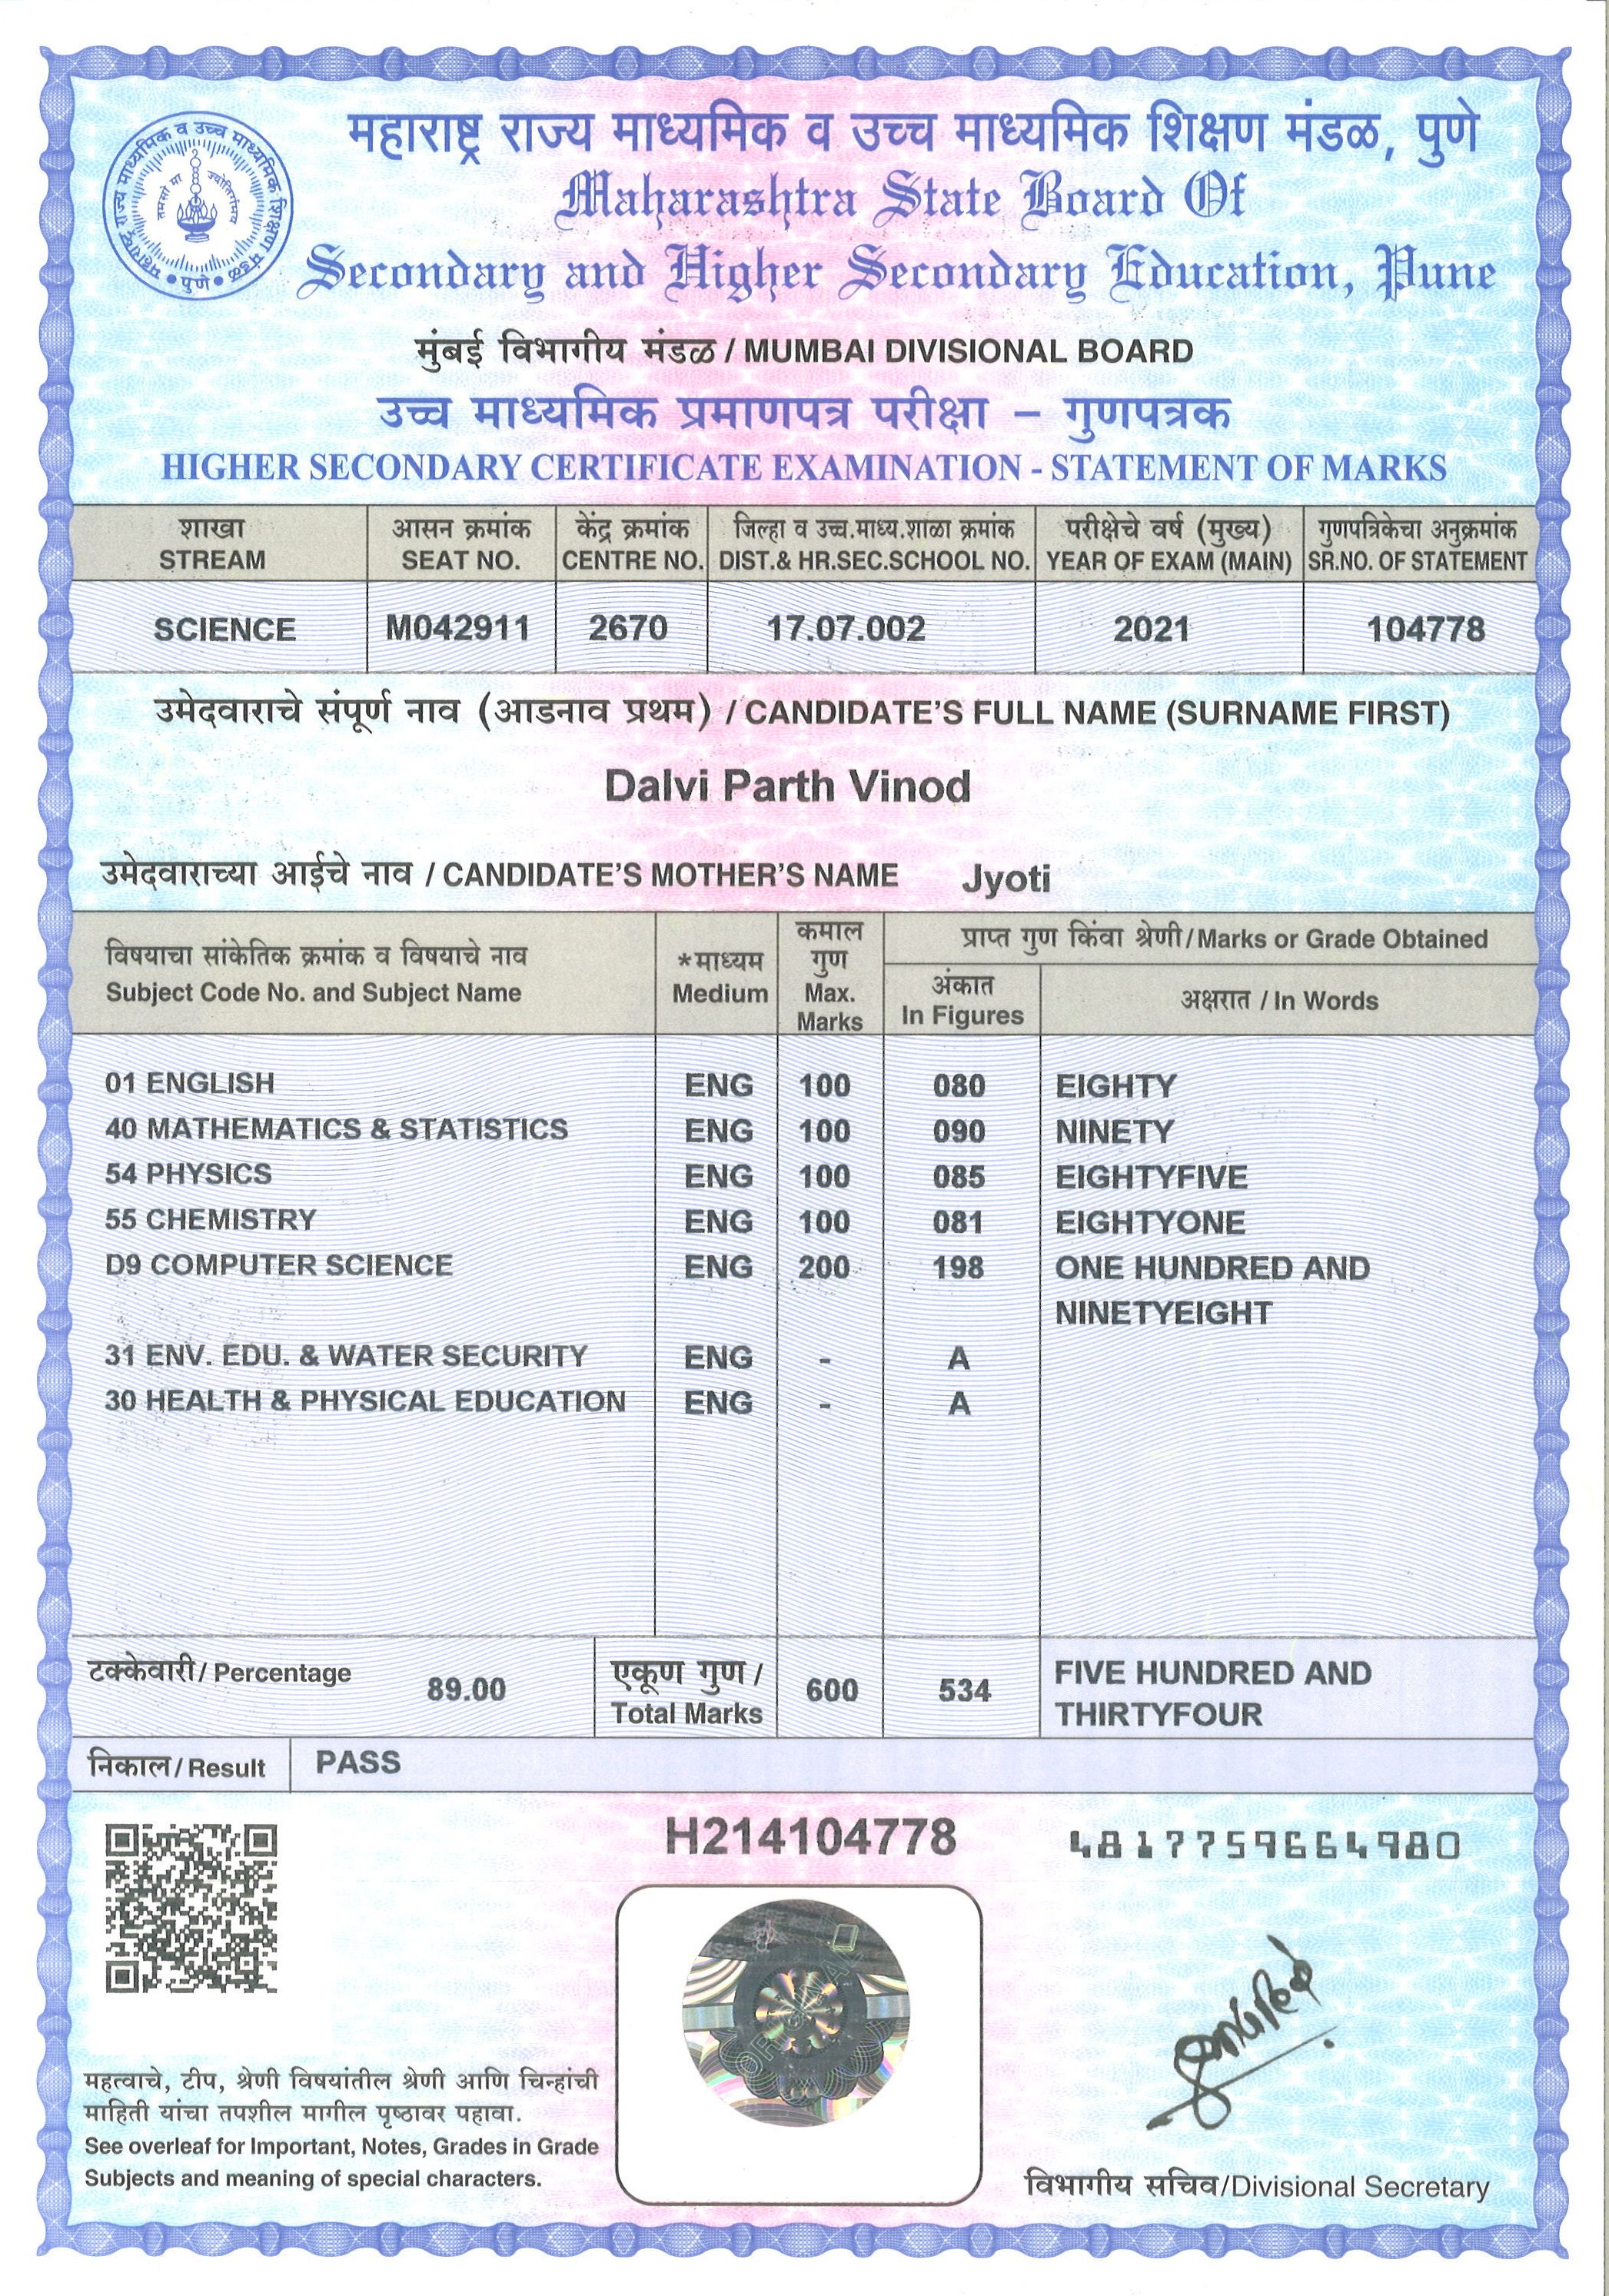 महाराष्ट्र राज्य माध्यमिक व उच्च माध्यमिक शिक्षण मंडळ, पुणे
Maharashtra State Board Of
Secondary and Higher Secondary Education, Pune
महाराष्ट्र राज्य माध्यमिक व उच्च माध्यमिक शिक्षण मंडळ
पुणे
तमसो मा ज्योतिर्गमय
मुंबई विभागीय मंडळ / MUMBAI DIVISIONAL BOARD
उच्च माध्यमिक प्रमाणपत्र परीक्षा – गुणपत्रक
HIGHER SECONDARY CERTIFICATE EXAMINATION - STATEMENT OF MARKS
शाखा आसन क्रमांक केंद्र क्रमांक जिल्हा व उच्च.माध्य.शाळा क्रमांक परीक्षेचे वर्ष (मुख्य) गुणपत्रिकेचा अनुक्रमांक
STREAM SEAT NO. CENTRE NO. DIST.& HR.SEC.SCHOOL NO. YEAR OF EXAM (MAIN) SR.NO. OF STATEMENT
SCIENCE M042911 2670 17.07.002 2021 104778
उमेदवाराचे संपूर्ण नाव (आडनाव प्रथम) / CANDIDATE'S FULL NAME (SURNAME FIRST)
Dalvi Parth Vinod
उमेदवाराच्या आईचे नाव / CANDIDATE'S MOTHER'S NAME Jyoti
विषयाचा सांकेतिक क्रमांक व विषयाचे नाव
Subject Code No. and Subject Name
*माध्यम
Medium
कमाल
गुण
Max.
Marks
प्राप्त गुण किंवा श्रेणी/Marks or Grade Obtained
अंकात
In Figures
अक्षरात / In Words
01 ENGLISH ENG 100 080 EIGHTY
40 MATHEMATICS & STATISTICS ENG 100 090 NINETY
54 PHYSICS ENG 100 085 EIGHTYFIVE
55 CHEMISTRY ENG 100 081 EIGHTYONE
D9 COMPUTER SCIENCE ENG 200 198 ONE HUNDRED AND
NINETYEIGHT
31 ENV. EDU. & WATER SECURITY ENG - A
30 HEALTH & PHYSICAL EDUCATION ENG - A
टक्केवारी/ Percentage 89.00
एकूण गुण /
Total Marks
600 534
FIVE HUNDRED AND
THIRTYFOUR
निकाल/ Result PASS
H214104778
4817759664980
ORIGINAL
महत्वाचे, टीप, श्रेणी विषयांतील श्रेणी आणि चिन्हांची
माहिती यांचा तपशील मागील पृष्ठावर पहावा.
See overleaf for Important, Notes, Grades in Grade
Subjects and meaning of special characters.
विभागीय सचिव/Divisional Secretary